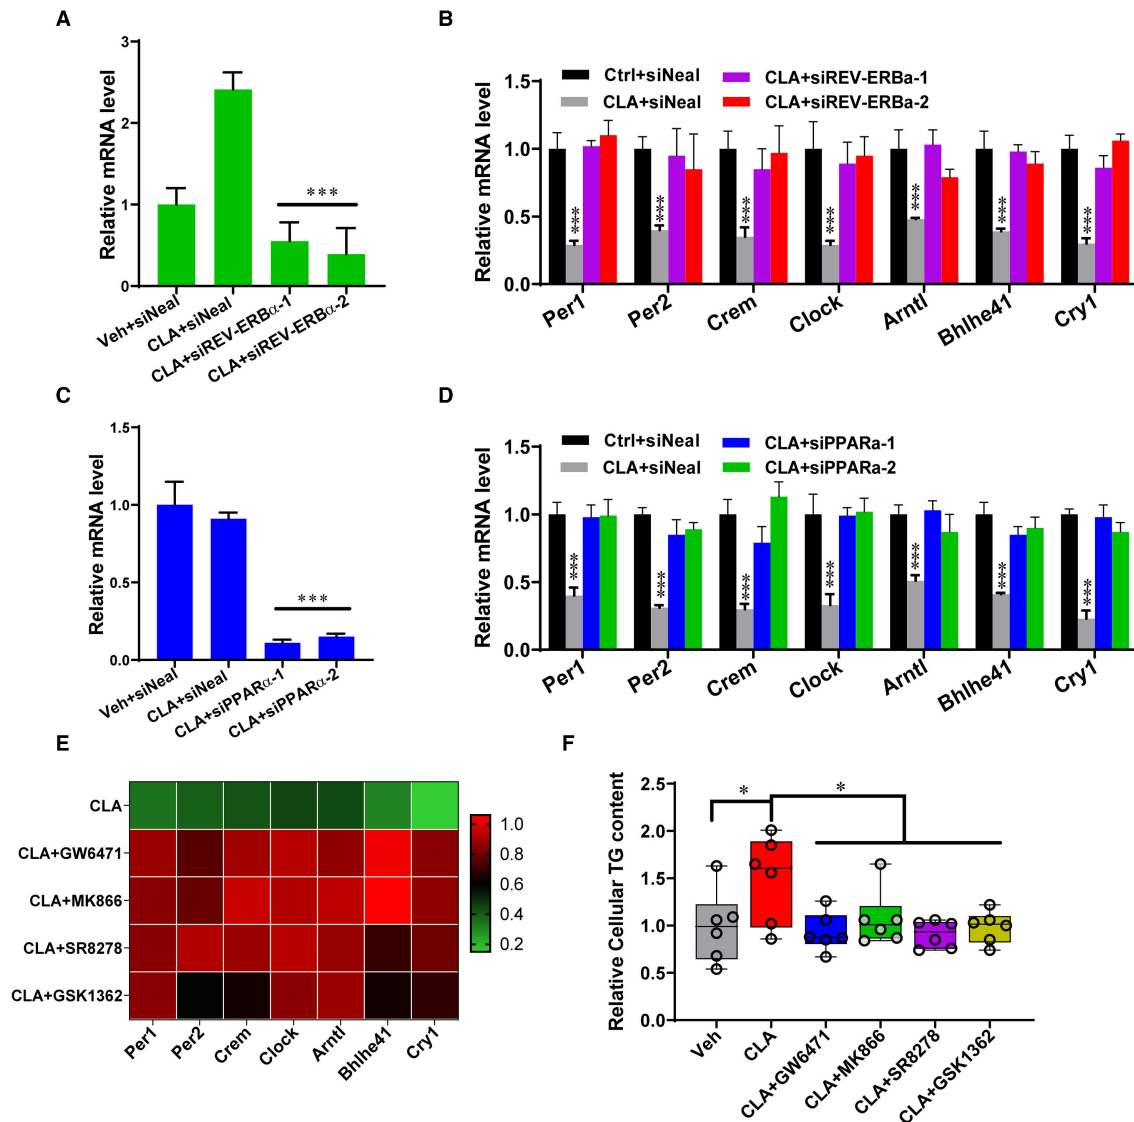 A
Relative mRNA level
3
2
1
0
***
Veh+siNeal
CLA+siNeal
CLA+siREV-ERBα-1
CLA+siREV-ERBα-2
B
Relative mRNA level
1.5
1.0
0.5
0.0
Ctrl+siNeal
CLA+siNeal
CLA+siREV-ERBa-1
CLA+siREV-ERBa-2
*** *** *** *** *** *** ***
Per1 Per2 Crem Clock Arntl Bhlhe41 Cry1
C
Relative mRNA level
1.5
1.0
0.5
0.0
***
Veh+siNeal
CLA+siNeal
CLA+siPPARα-1
CLA+siPPARα-2
D
Relative mRNA level
1.5
1.0
0.5
0.0
Ctrl+siNeal
CLA+siNeal
CLA+siPPARa-1
CLA+siPPARa-2
*** *** *** *** *** *** ***
Per1 Per2 Crem Clock Arntl Bhlhe41 Cry1
E
CLA
CLA+GW6471
CLA+MK866
CLA+SR8278
CLA+GSK1362
Per1 Per2 Crem Clock Arntl Bhlhe41 Cry1
1.0
0.8
0.6
0.4
0.2
F
Relative Cellular TG content
2.5
2.0
1.5
1.0
0.5
0.0
* *
Veh
CLA
CLA+GW6471
CLA+MK866
CLA+SR8278
CLA+GSK1362